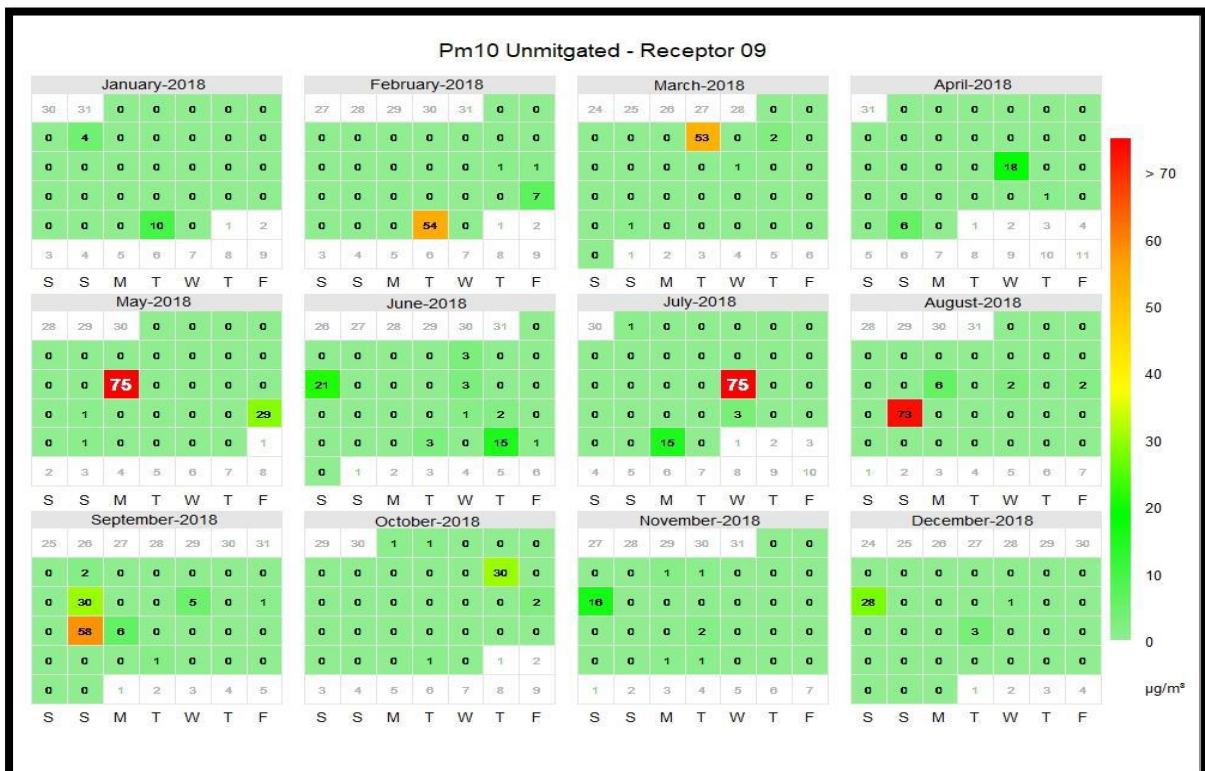 Pm10 Unmitgated - Receptor 09
January-2018 February-2018 March-2018 April-2018
30 31 0 0 0 0 0 27 28 29 30 31 0 0 24 25 26 27 28 0 0 31 0 0 0 0 0 0
0 4 0 0 0 0 0 0 0 0 0 0 0 0 0 0 0 53 0 2 0 0 0 0 0 0 0 0
0 0 0 0 0 0 0 0 0 0 0 0 1 1 0 0 0 0 1 0 0 0 0 0 0 18 0 0
0 0 0 0 0 0 0 0 0 0 0 0 0 7 0 0 0 0 0 0 0 0 0 0 0 0 1 0
0 0 0 10 0 1 2 0 0 0 54 0 1 2 0 1 0 0 0 0 0 0 6 0 1 2 3 4
3 4 5 6 7 8 9 3 4 5 6 7 8 9 0 1 2 3 4 5 6 5 6 7 8 9 10 11
S S M T W T F S S M T W T F S S M T W T F S S M T W T F
May-2018 June-2018 July-2018 August-2018
28 29 30 0 0 0 0 26 27 28 29 30 31 0 30 1 0 0 0 0 0 28 29 30 31 0 0 0
0 0 0 0 0 0 0 0 0 0 0 3 0 0 0 0 0 0 0 0 0 0 0 0 0 0 0 0
0 0 75 0 0 0 0 21 0 0 0 3 0 0 0 0 0 0 75 0 0 0 0 6 0 2 0 2
0 1 0 0 0 0 29 0 0 0 0 1 2 0 0 0 0 0 3 0 0 0 73 0 0 0 0 0
0 1 0 0 0 0 1 0 0 0 3 0 15 1 0 0 15 0 1 2 3 0 0 0 0 0 0 0
2 3 4 5 6 7 8 0 1 2 3 4 5 6 4 5 6 7 8 9 10 1 2 3 4 5 6 7
S S M T W T F S S M T W T F S S M T W T F S S M T W T F
September-2018 October-2018 November-2018 December-2018
25 26 27 28 29 30 31 29 30 1 1 0 0 0 27 28 29 30 31 0 0 24 25 26 27 28 29 30
0 2 0 0 0 0 0 0 0 0 0 0 30 0 0 0 1 1 0 0 0 0 0 0 0 0 0 0
0 30 0 0 5 0 1 0 0 0 0 0 0 2 16 0 0 0 0 0 0 28 0 0 0 1 0 0
0 58 6 0 0 0 0 0 0 0 0 0 0 0 0 0 0 2 0 0 0 0 0 0 3 0 0 0
0 0 0 1 0 0 0 0 0 0 1 0 1 2 0 0 1 1 0 0 0 0 0 0 0 0 0 0
0 0 1 2 3 4 5 3 4 5 6 7 8 9 1 2 3 4 5 6 7 0 0 0 1 2 3 4
S S M T W T F S S M T W T F S S M T W T F S S M T W T F
> 70
60
50
40
30
20
10
0
µg/m³